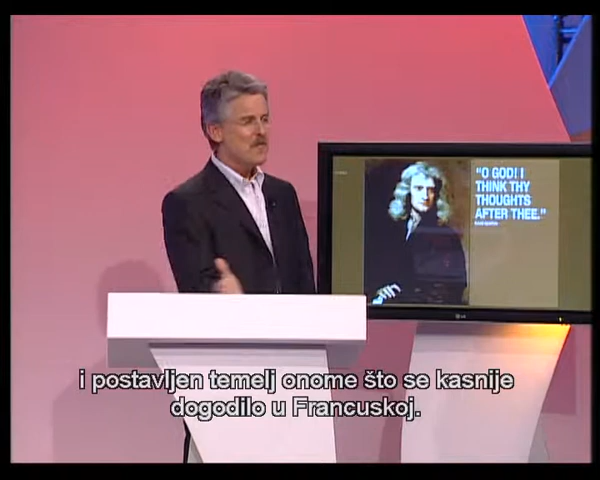 "O GOD! I
THINK THY
THOUGHTS
AFTER THEE."
i postavljen temelj onome što se kasnije
dogodilo u Francuskoj.